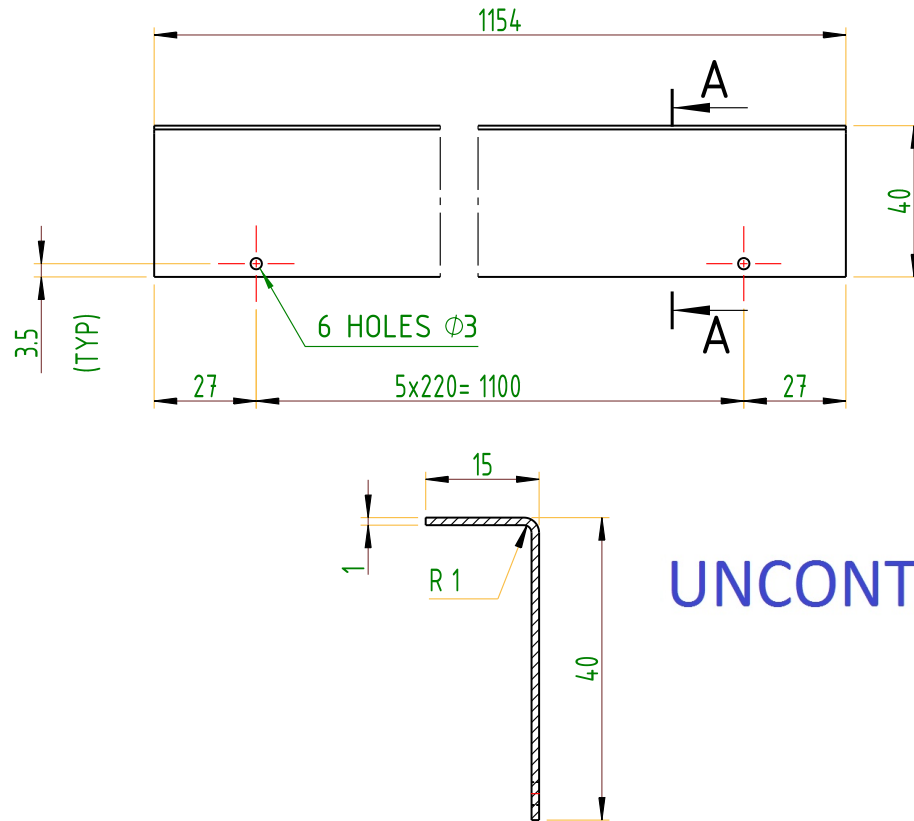 1154
A
40
3.5
(TYP)
6 HOLES Ø3
A
27
5x220= 1100
27
15
1
R 1
40
UNCONT